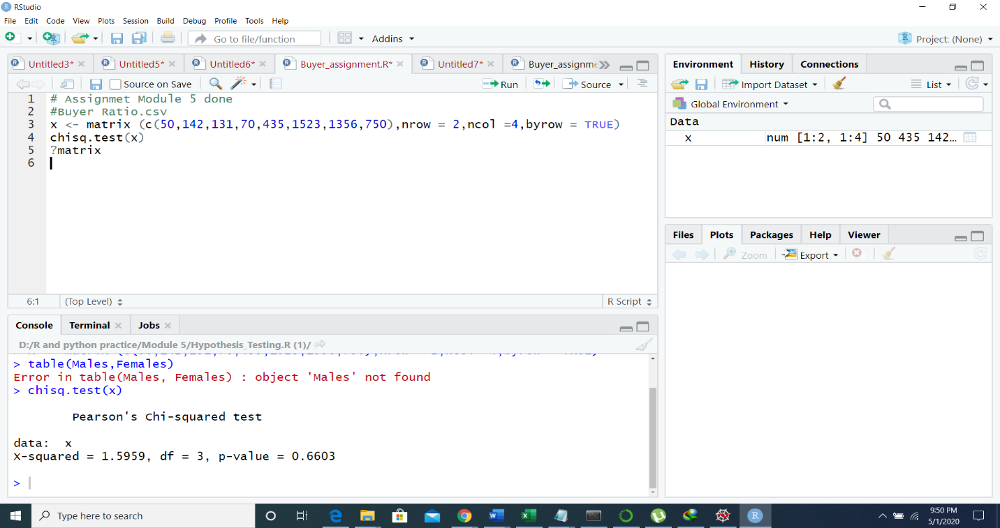 RStudio
File Edit Code View Plots Session Build Debug Profile Tools Help
Go to file/function
Addins
Project: (None)
Untitled3*
Untitled5*
Untitled6*
Buyer_assignment.R*
Untitled7*
Buyer_assignme
Source on Save
Run
Source
1 # Assignmet Module 5 done
2 #Buyer Ratio.csv
3 x <- matrix (c(50,142,131,70,435,1523,1356,750),nrow = 2,ncol =4,byrow = TRUE)
4 chisq.test(x)
5 ?matrix
6
6:1 (Top Level) R Script
Console Terminal Jobs
D:/R and python practice/Module 5/Hypothesis_Testing.R (1)/
> table(Males,Females)
Error in table(Males, Females) : object 'Males' not found
> chisq.test(x)
Pearson's Chi-squared test
data: x
X-squared = 1.5959, df = 3, p-value = 0.6603
>
Environment History Connections
Import Dataset
List
Global Environment
Data
x num [1:2, 1:4] 50 435 142…
Files Plots Packages Help Viewer
Zoom Export
Type here to search
9:50 PM
5/1/2020